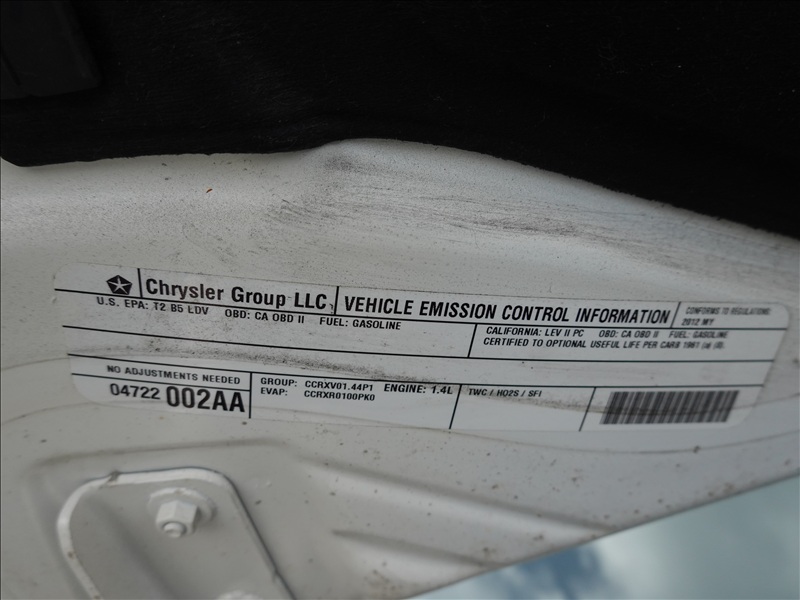 Chrysler Group LLC
VEHICLE EMISSION CONTROL INFORMATION
CONFORMS TO REGULATIONS:
2012 MY
U.S. EPA: T2 B5 LDV OBD: CA OBD II FUEL: GASOLINE
CALIFORNIA: LEV II PC OBD: CA OBD II FUEL: GASOLINE
CERTIFIED TO OPTIONAL USEFUL LIFE PER CARB 1961 (a) (8).
NO ADJUSTMENTS NEEDED
04722 002AA
GROUP: CCRXV01.44P1 ENGINE: 1.4L
EVAP: CCRXR0100PK0
TWC / HO2S / SFI